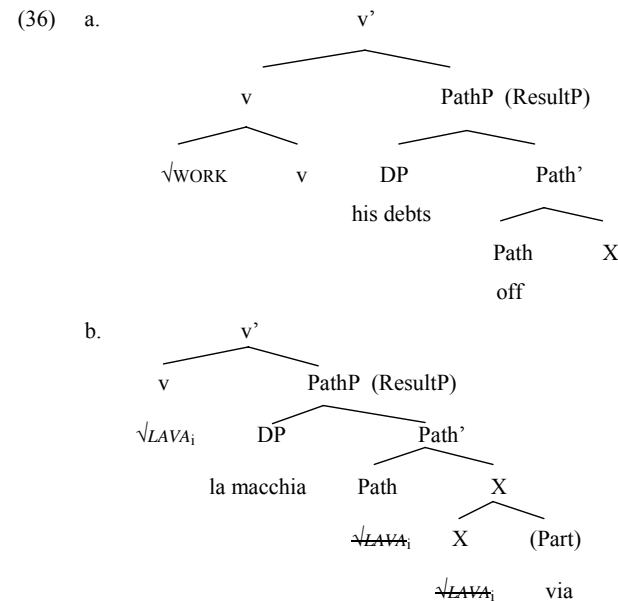 (36) a. v’
v PathP (ResultP)
√WORK v DP Path’
his debts
Path X
off
b. v’
v PathP (ResultP)
√LAVAi DP Path’
la macchia Path X
√LAVAi X (Part)
√LAVAi via